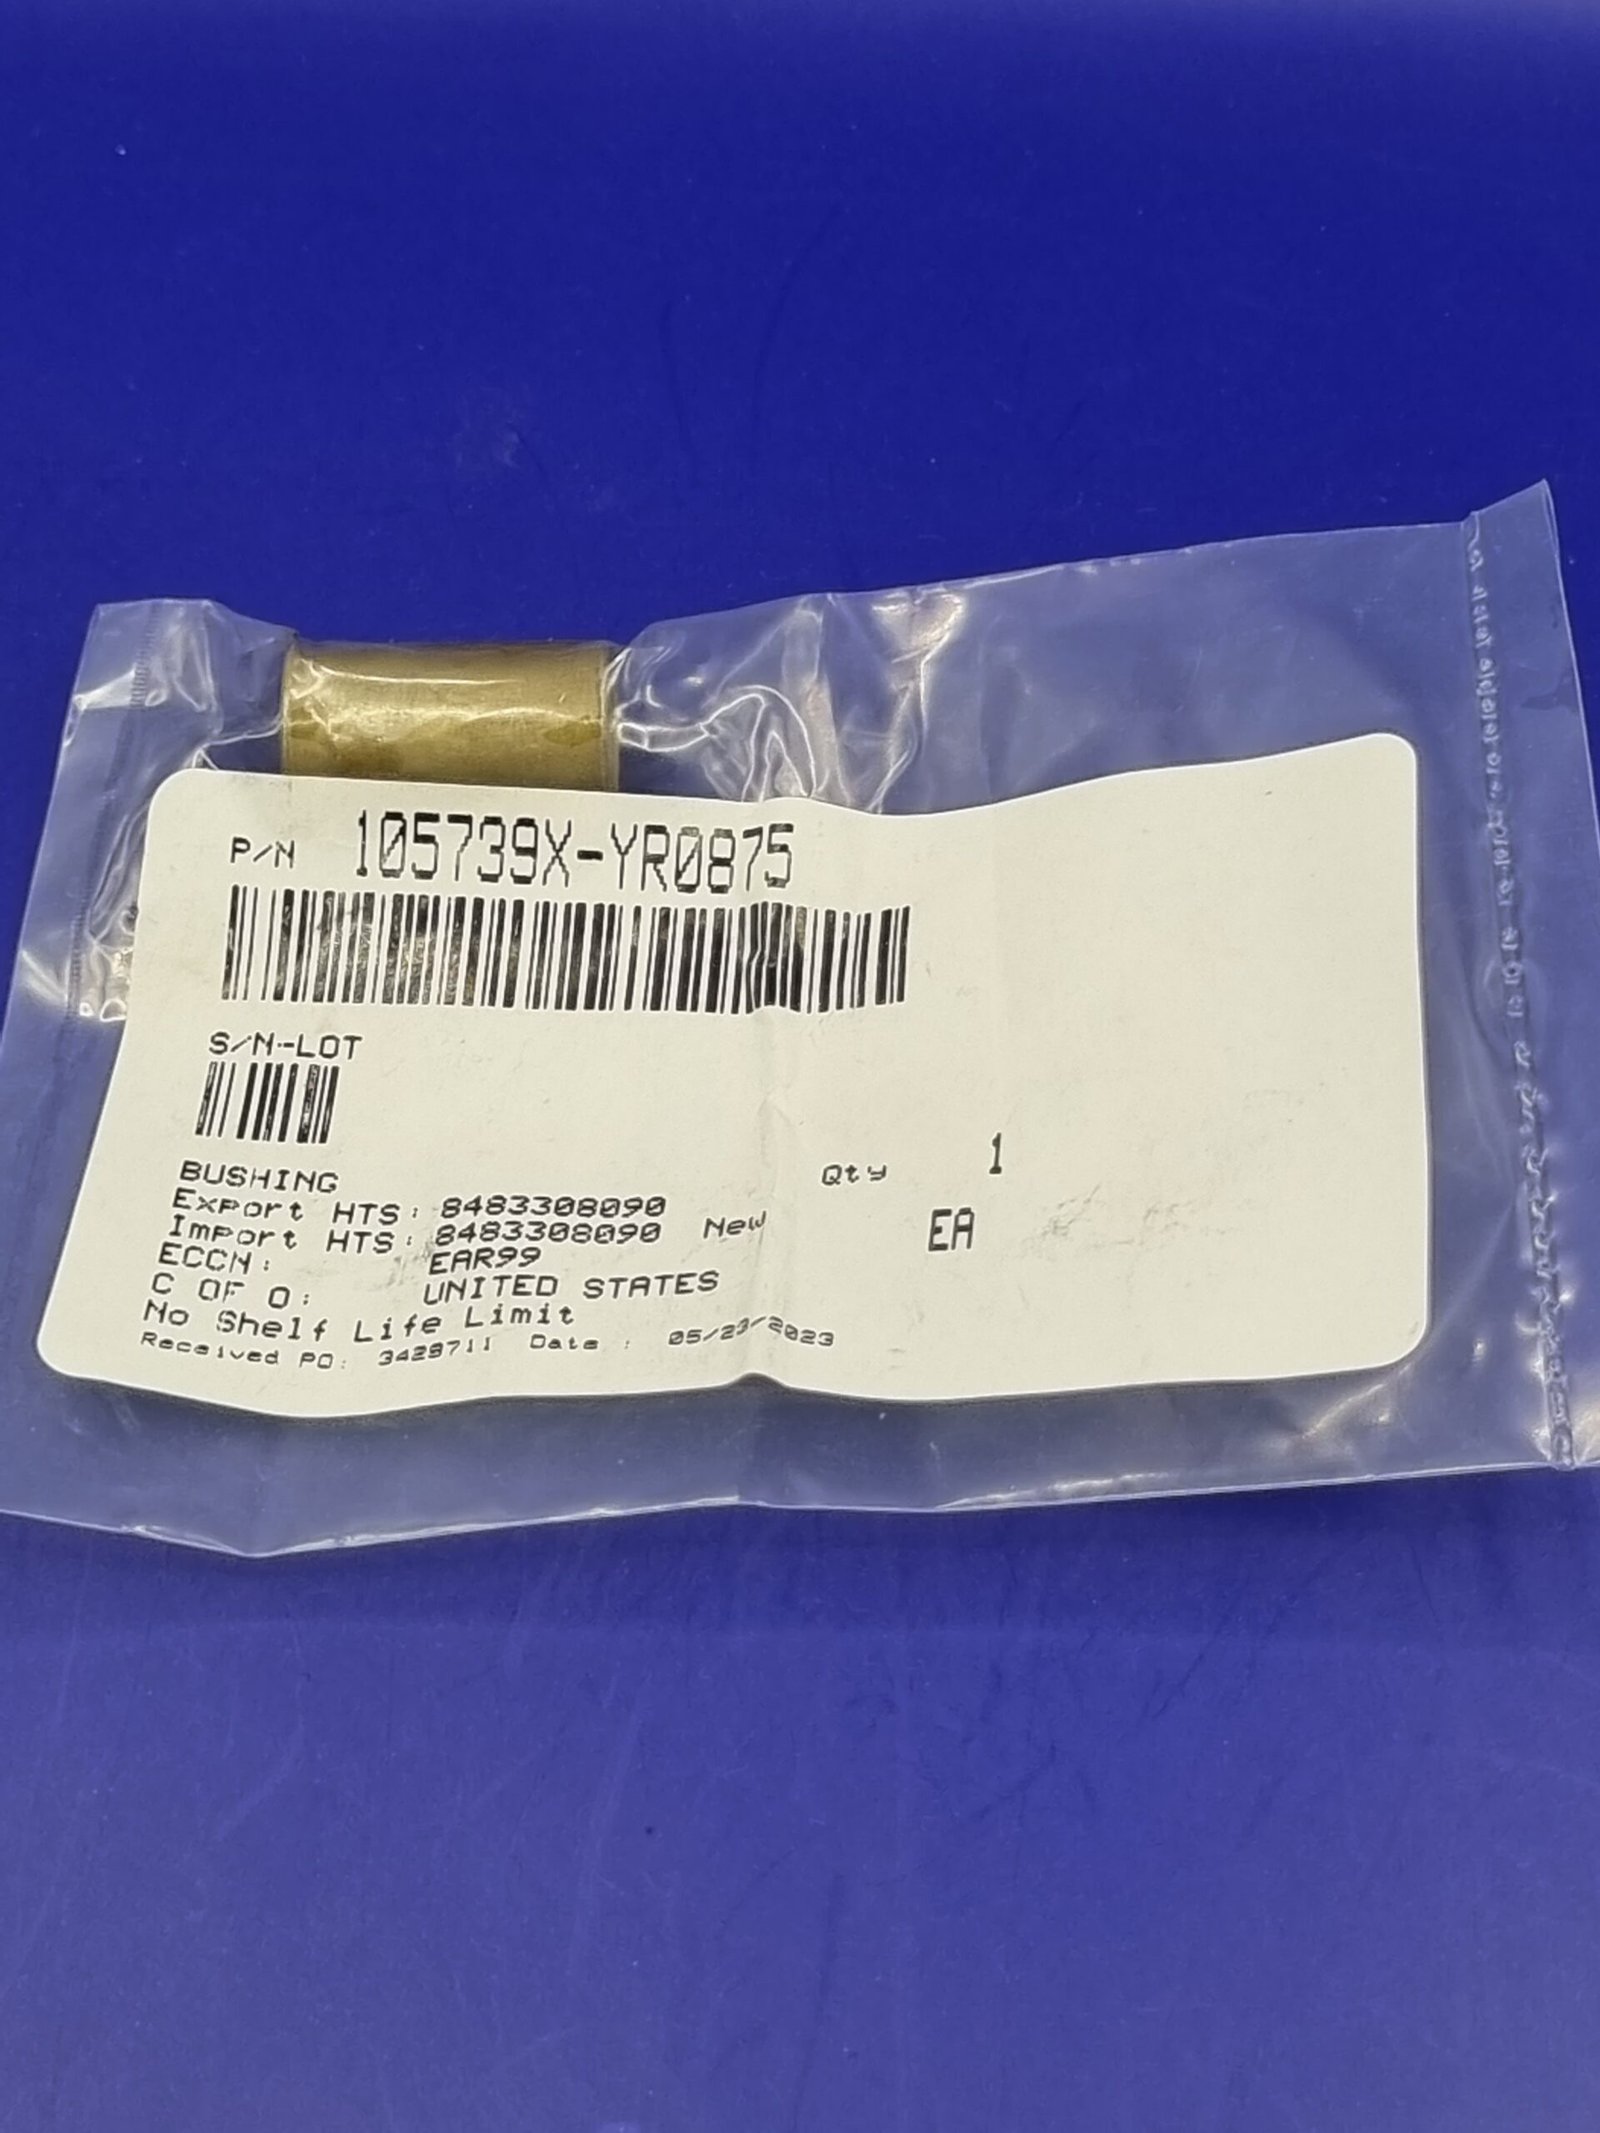 P/N 105739X-YR0875
S/N-LOT
BUSHING
Qty 1
Export HTS: 8483308090
Import HTS: 8483308090 New EA
ECCN: EAR99
C OF O: UNITED STATES
No Shelf Life Limit
Received PO: 3429711 Date : 05/23/2023